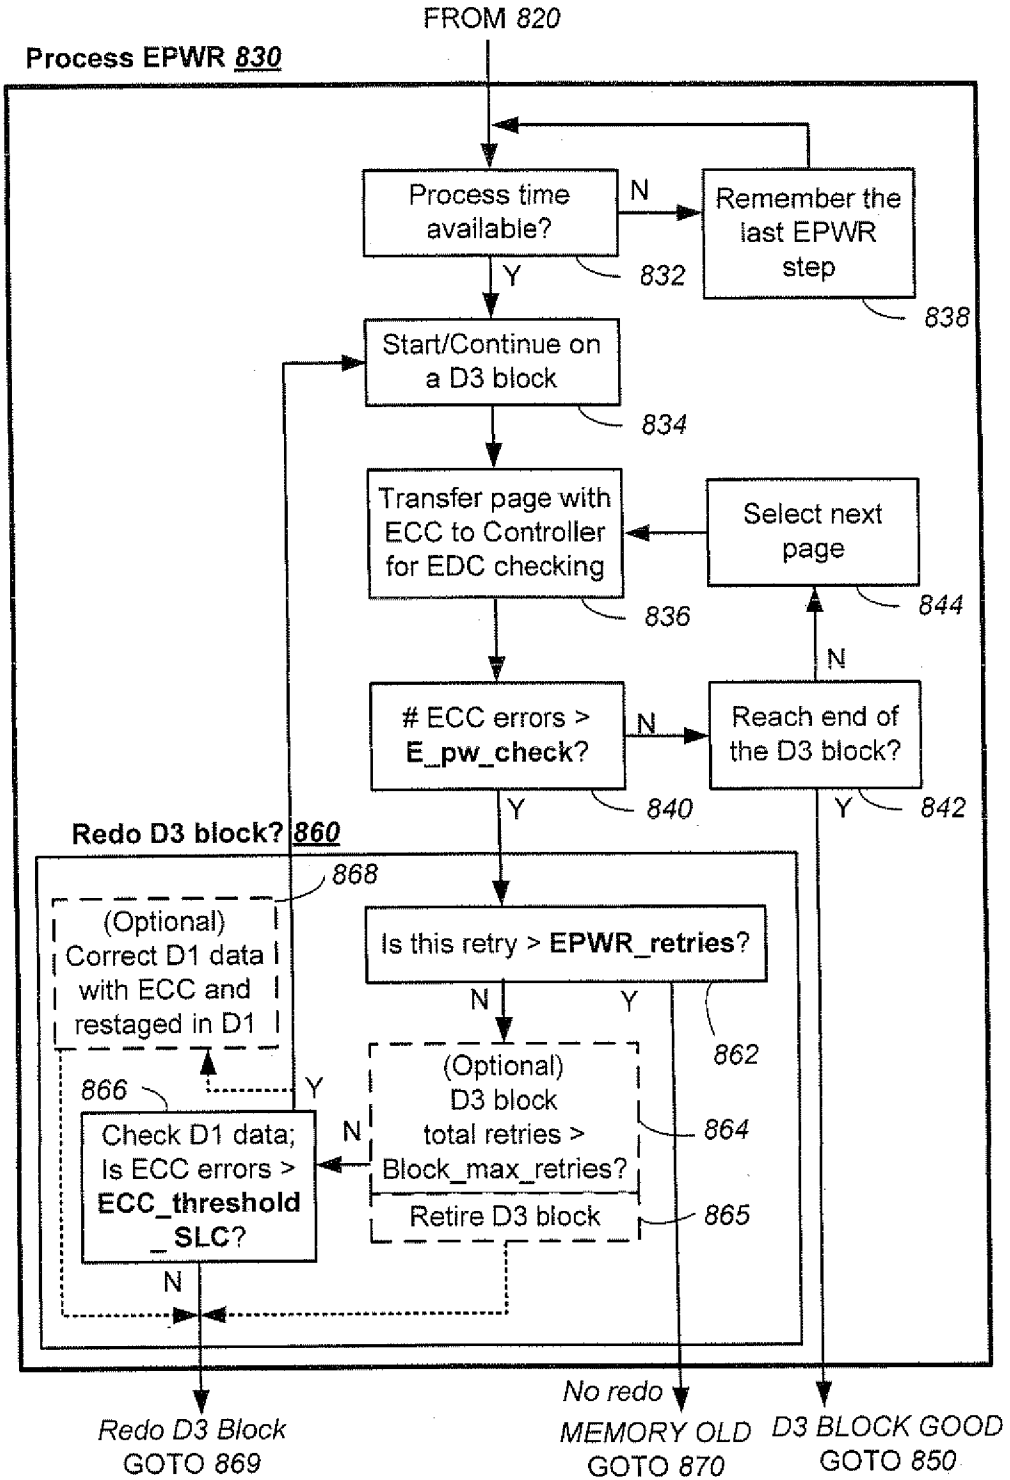 FROM 820
Process EPWR 830
Process time
available?
N
Remember the
last EPWR
step
832
838
Y
Start/Continue on
a D3 block
834
Transfer page with
ECC to Controller
for EDC checking
836
Select next
page
844
N
# ECC errors >
E_pw_check?
N
Reach end of
the D3 block?
840
842
Y
Y
Redo D3 block? 860
868
(Optional)
Correct D1 data
with ECC and
restaged in D1
Is this retry > EPWR_retries?
N
Y
862
(Optional)
D3 block
total retries >
Block_max_retries?
864
Retire D3 block
865
N
866
Y
Check D1 data;
Is ECC errors >
ECC_threshold
_ SLC?
N
Redo D3 Block
GOTO 869
No redo
MEMORY OLD
GOTO 870
D3 BLOCK GOOD
GOTO 850